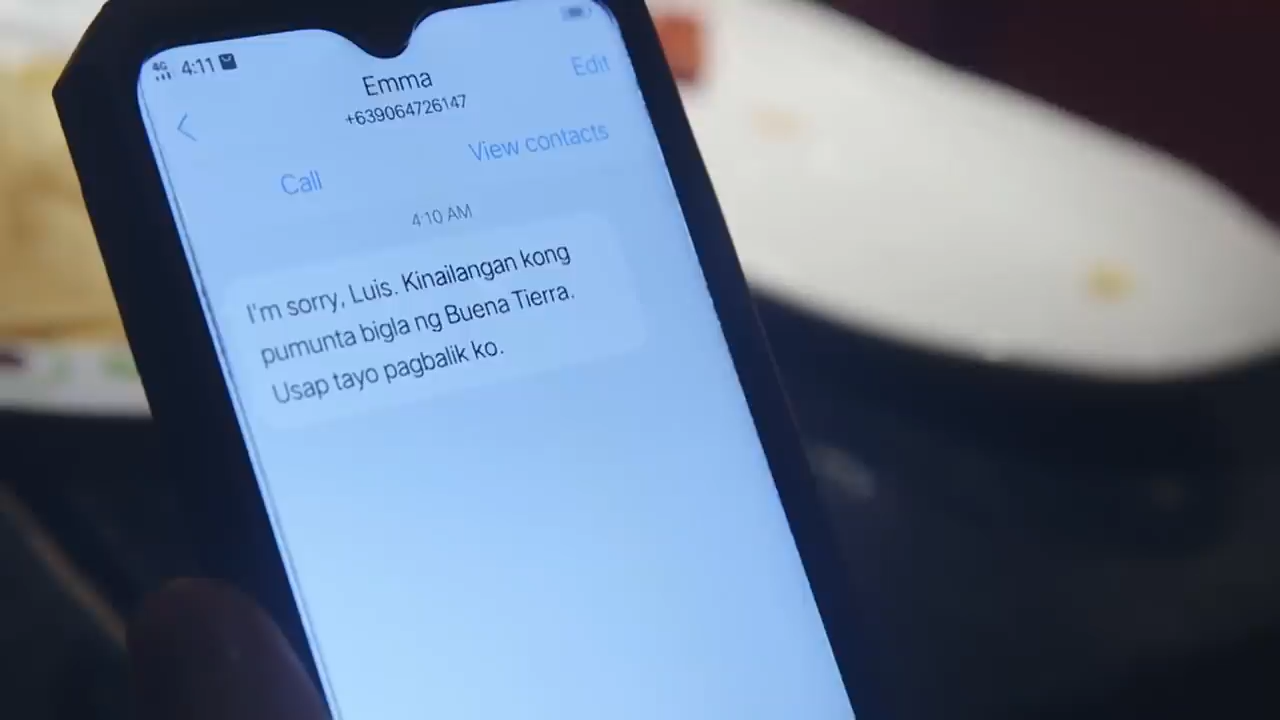 4G 4:11
Emma
Edit
+639064726147
View contacts
Call
4:10 AM
I'm sorry, Luis. Kinailangan kong
pumunta bigla ng Buena Tierra.
Usap tayo pagbalik ko.